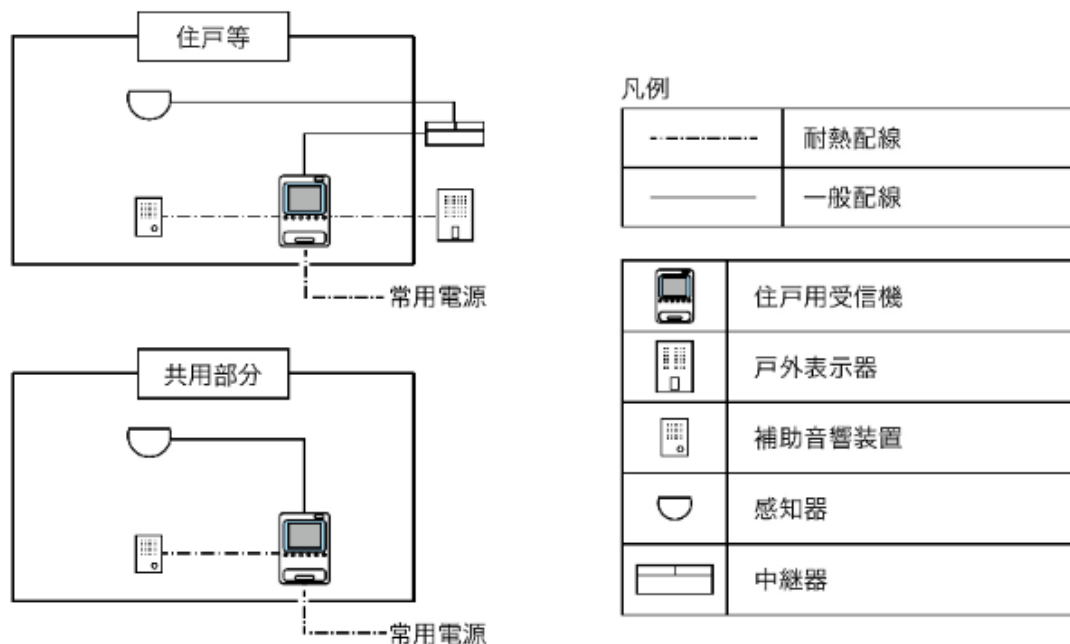 住戸等
常用電源
共用部分
常用電源
凡例
耐熱配線
一般配線
住戸用受信機
戸外表示器
補助音響装置
感知器
中継器